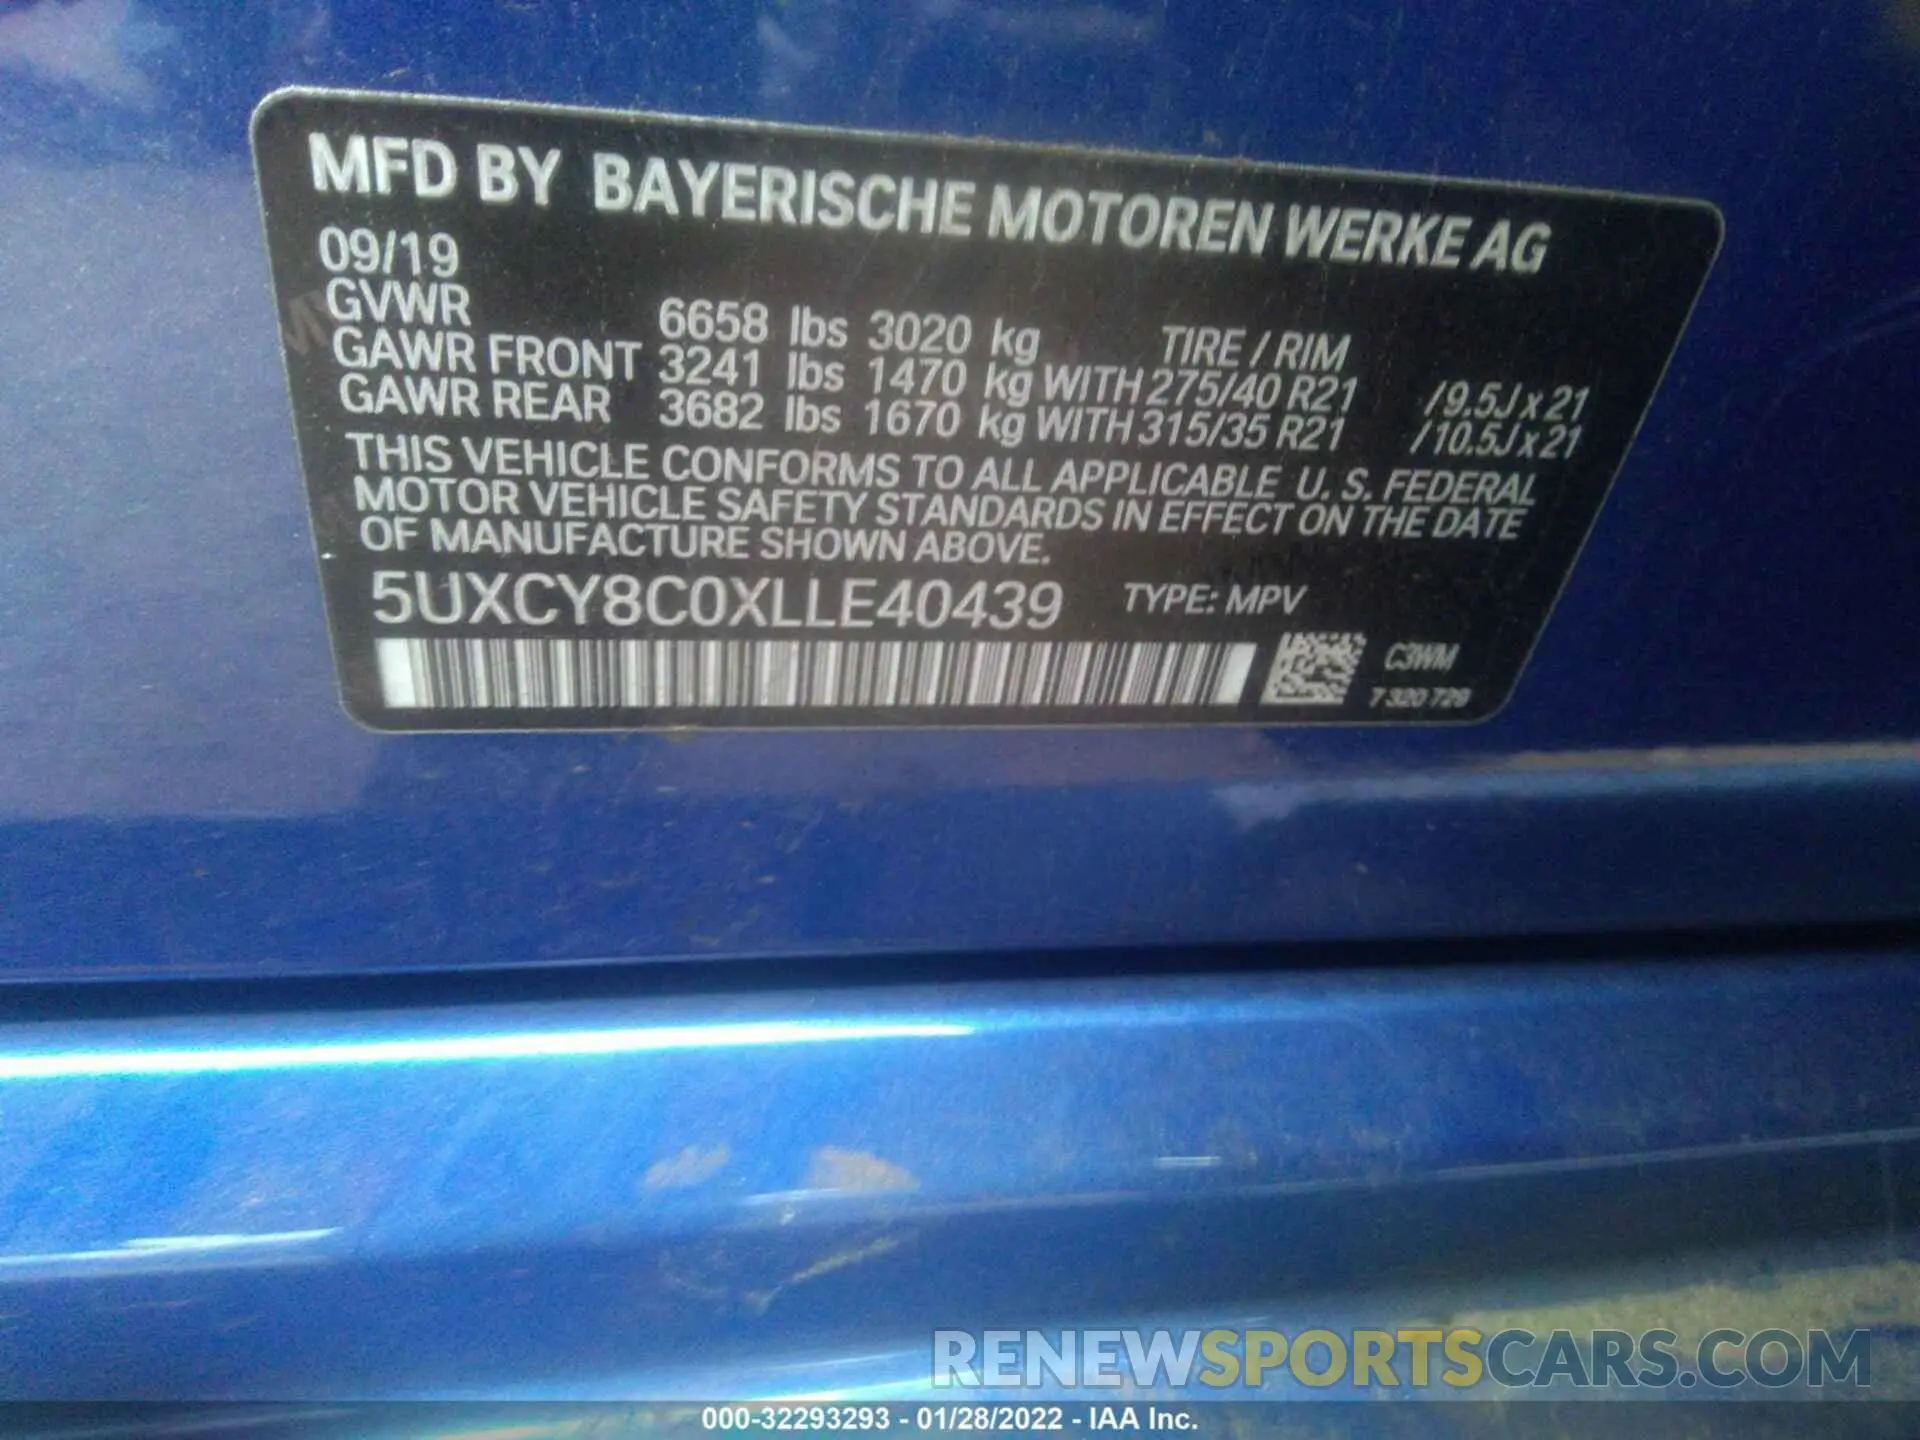 MFD BY BAYERISCHE MOTOREN WERKE AG
09/19
GVWR 6658 lbs 3020 kg TIRE / RIM
GAWR FRONT 3241 lbs 1470 kg WITH 275/40 R21 /9.5J x 21
GAWR REAR 3682 lbs 1670 kg WITH 315/35 R21 /10.5J x 21
THIS VEHICLE CONFORMS TO ALL APPLICABLE U. S. FEDERAL
MOTOR VEHICLE SAFETY STANDARDS IN EFFECT ON THE DATE
OF MANUFACTURE SHOWN ABOVE.
5UXCY8C0XLLE40439 TYPE: MPV
C3WM
7 320 729
RENEWSPORTSCARS.COM
000-32293293 - 01/28/2022 - IAA Inc.